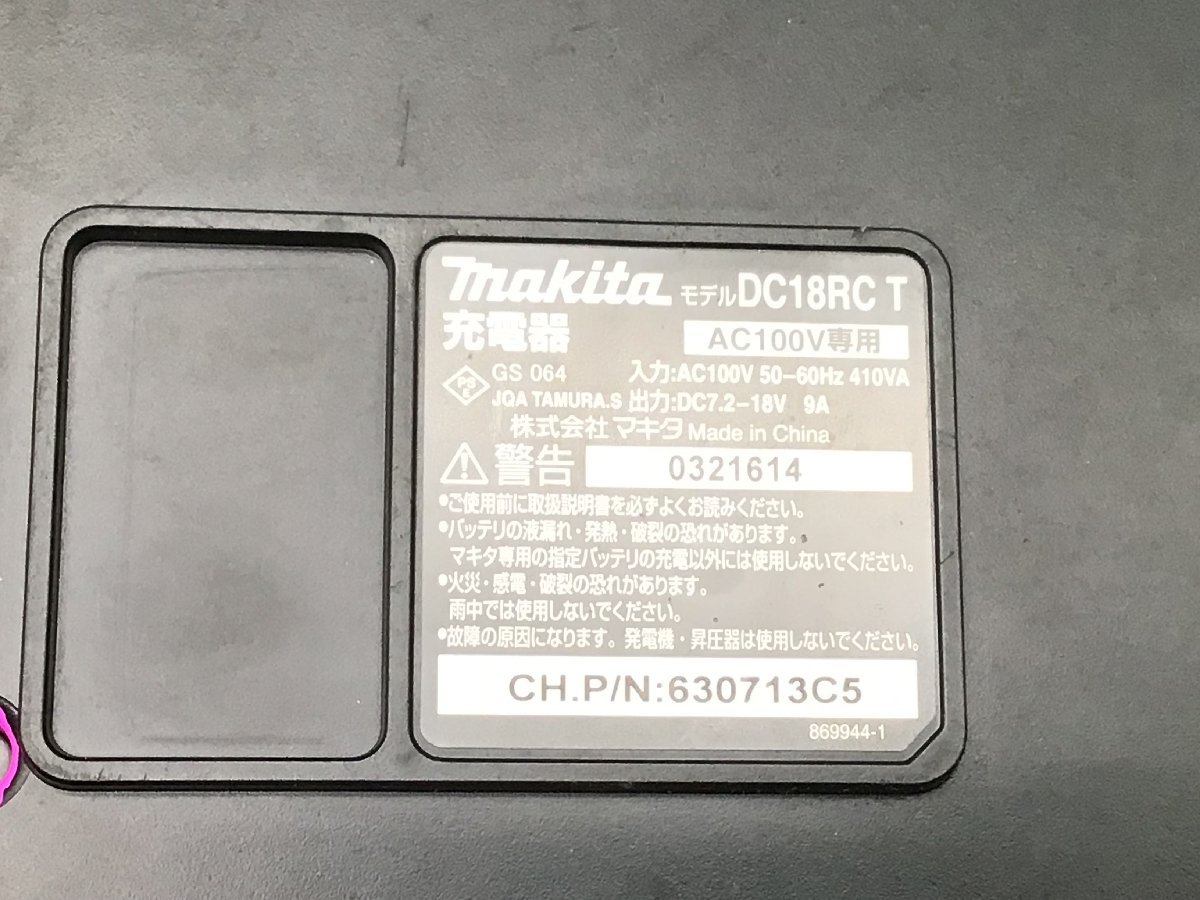 makita モデルDC18RC T
充電器 AC100V専用
PS
E
GS 064 入力:AC100V 50-60Hz 410VA
JQA TAMURA.S 出力:DC7.2-18V 9A
株式会社 マキタ Made in China
警告 0321614
•ご使用前に取扱説明書を必ずよくお読みください。
•バッテリの液漏れ・発熱・破裂の恐れがあります。
マキタ専用の指定バッテリの充電以外には使用しないでください。
•火災・感電・破裂の恐れがあります。
雨中では使用しないでください。
•故障の原因になります。発電機・昇圧器は使用しないでください。
CH.P/N:630713C5
869944-1